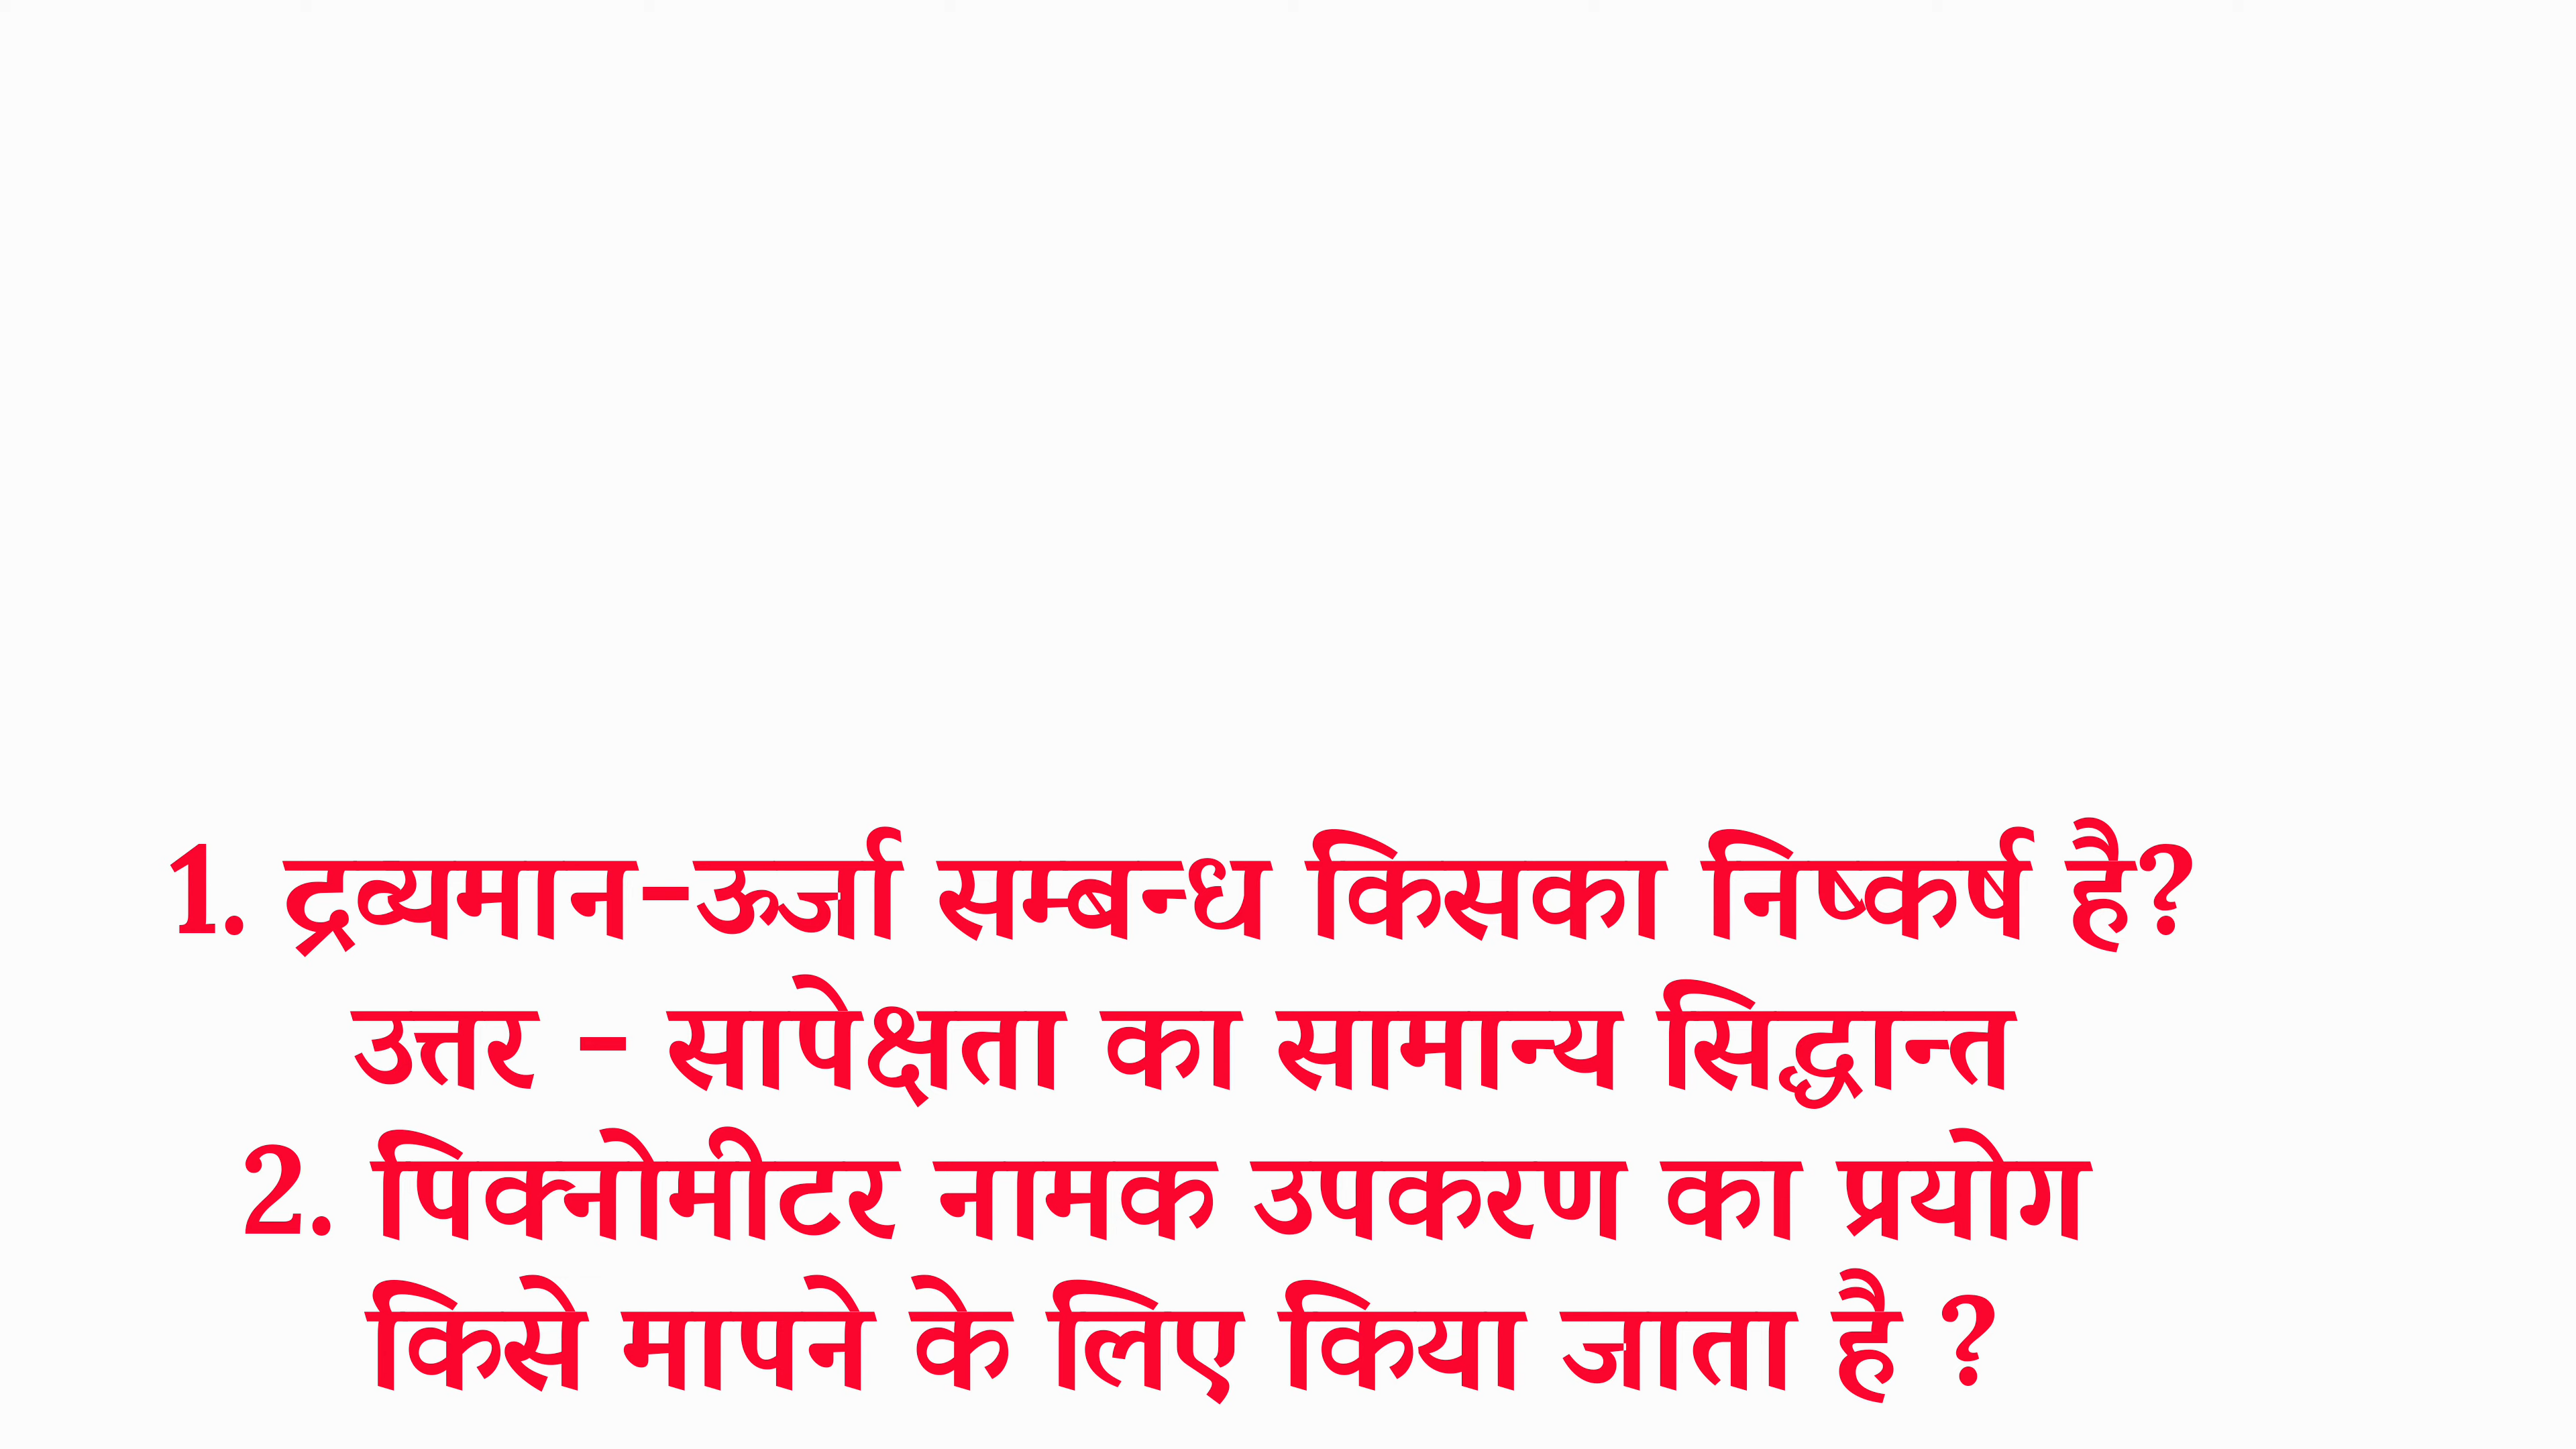 1. द्रव्यमान-ऊर्जा सम्बन्ध किसका निष्कर्ष है?
उत्तर - सापेक्षता का सामान्य सिद्धान्त
2. पिक्नोमीटर नामक उपकरण का प्रयोग
किसे मापने के लिए किया जाता है ?